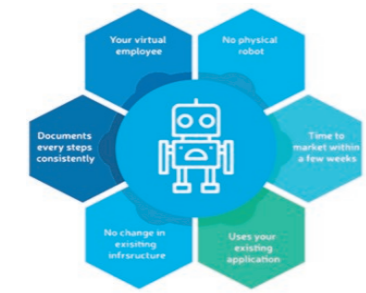 Your virtual
employee
No physical
robot
Documents
every steps
consistently
Time to
market within
a few weeks
No change in
exisiting
infrsructure
Uses your
existing
application